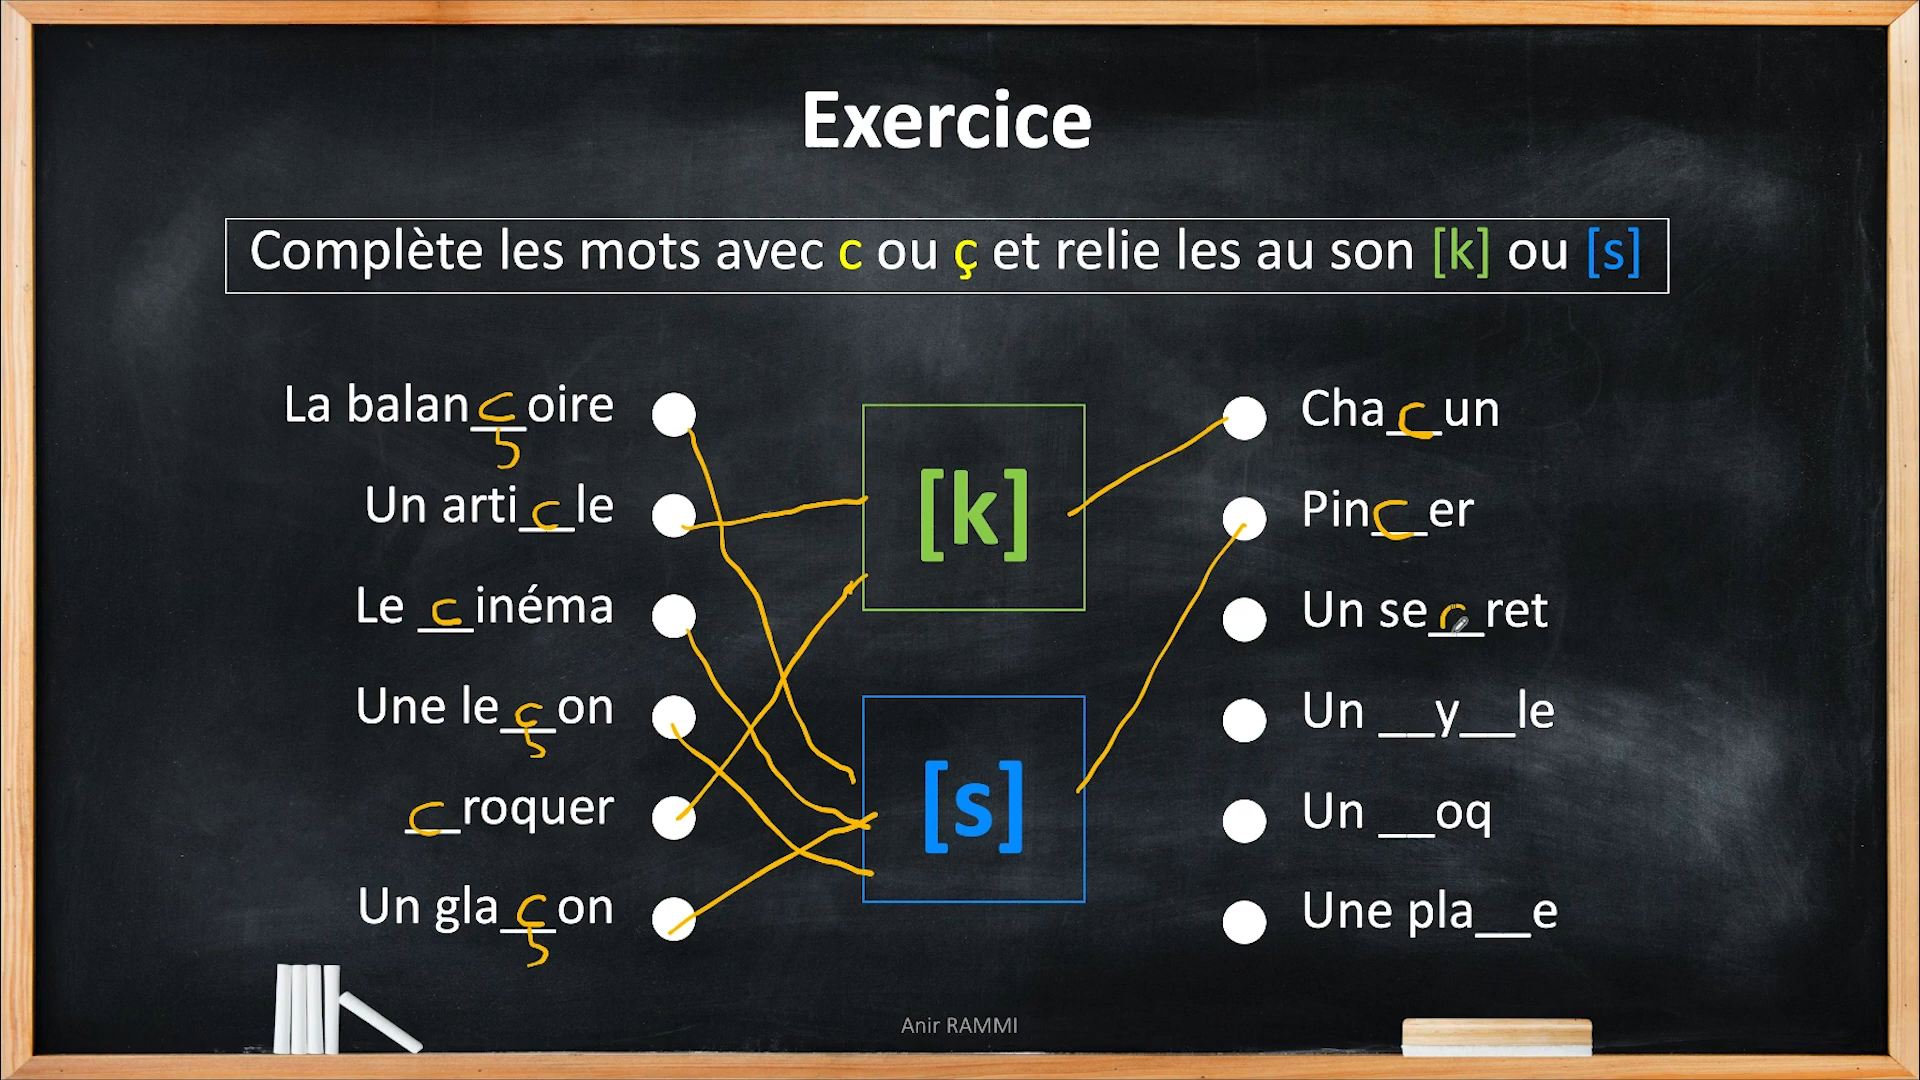 Exercice
Complète les mots avec c ou ç et relie les au son [k] ou [s]
La balançoire
Un article
Le cinéma
Une leçon
croquer
Un glaçon
[k]
[s]
Chacun
Pincer
Un secret
Un __y__le
Un __oq
Une pla__e
Anir RAMMI